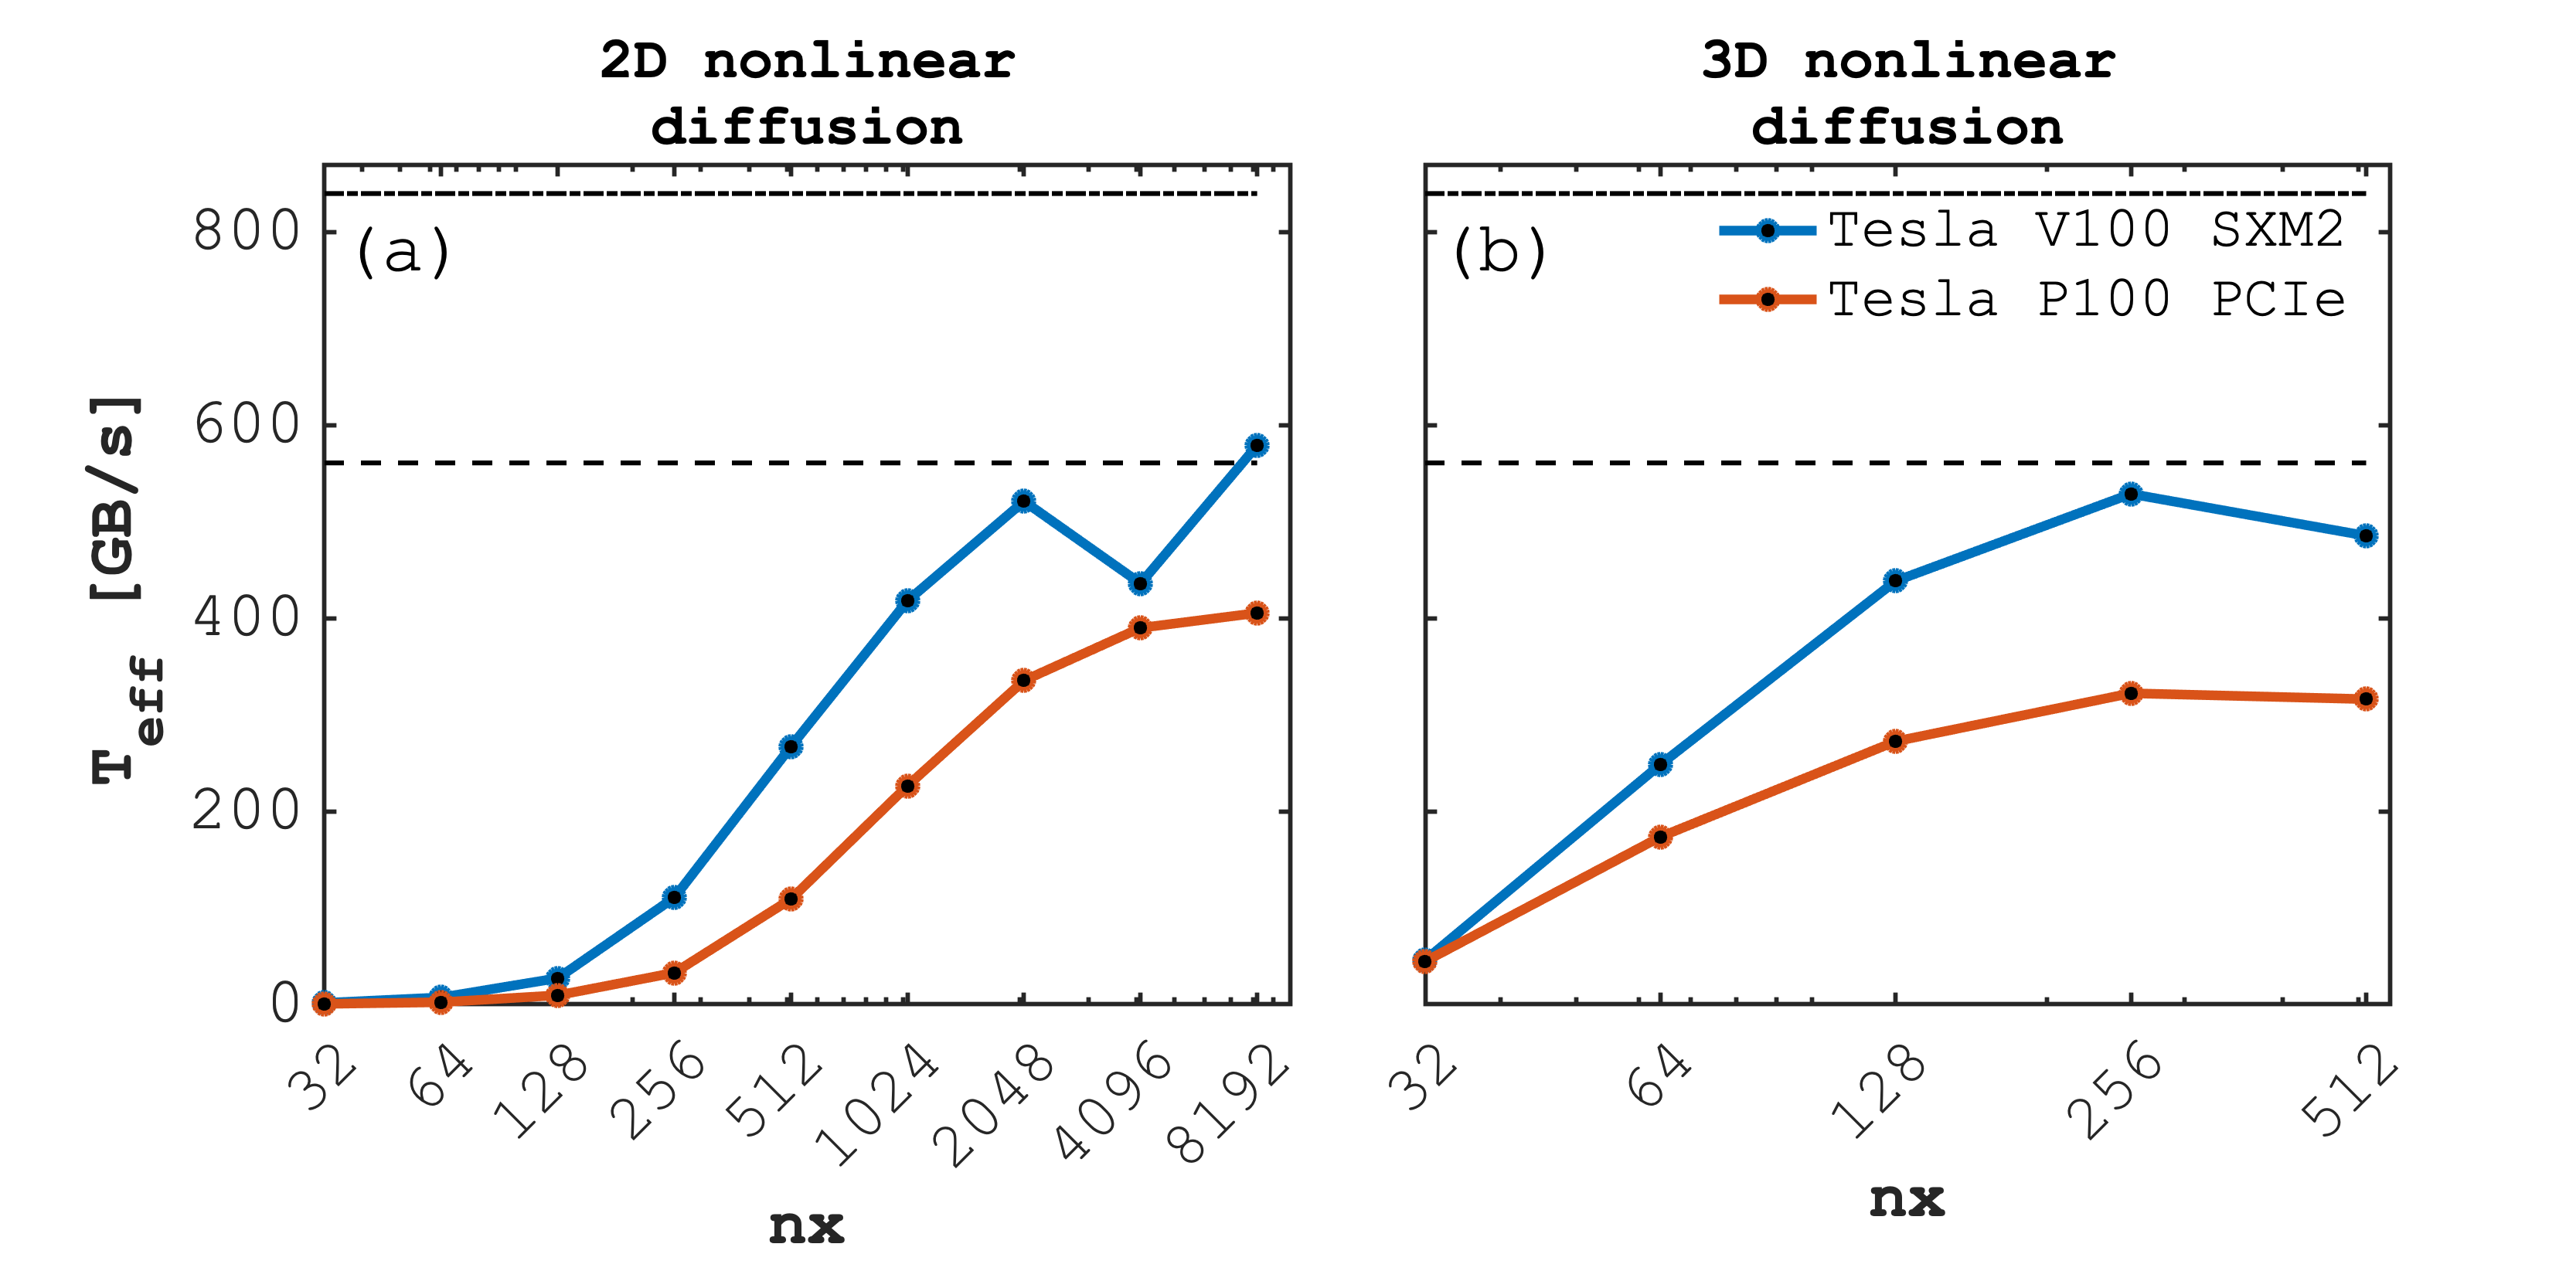 2D nonlinear
diffusion
(a)
T_eff [GB/s]
800
600
400
200
0
32
64
128
256
512
1024
2048
4096
8192
nx
3D nonlinear
diffusion
(b)
Tesla V100 SXM2
Tesla P100 PCIe
32
64
128
256
512
nx